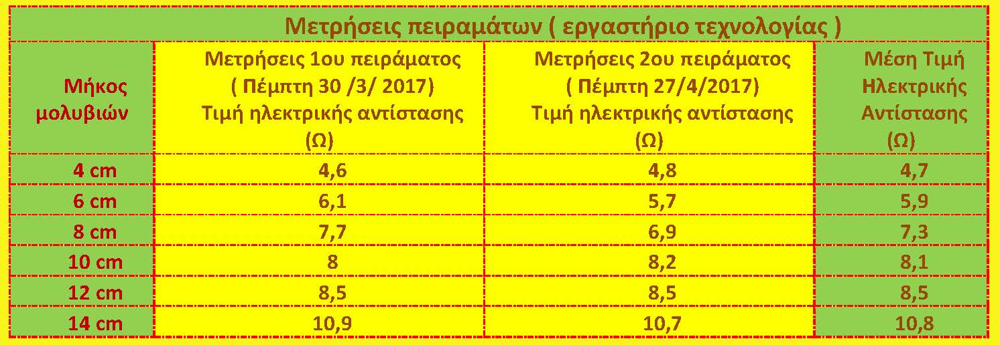 Μετρήσεις πειραμάτων ( εργαστήριο τεχνολογίας )
Μήκος
μολυβιών
Μετρήσεις 1ου πειράματος
( Πέμπτη 30 /3/ 2017)
Τιμή ηλεκτρικής αντίστασης
(Ω)
Μετρήσεις 2ου πειράματος
( Πέμπτη 27/4/2017)
Τιμή ηλεκτρικής αντίστασης
(Ω)
Μέση Τιμή
Ηλεκτρικής
Αντίστασης
(Ω)
4 cm 4,6 4,8 4,7
6 cm 6,1 5,7 5,9
8 cm 7,7 6,9 7,3
10 cm 8 8,2 8,1
12 cm 8,5 8,5 8,5
14 cm 10,9 10,7 10,8